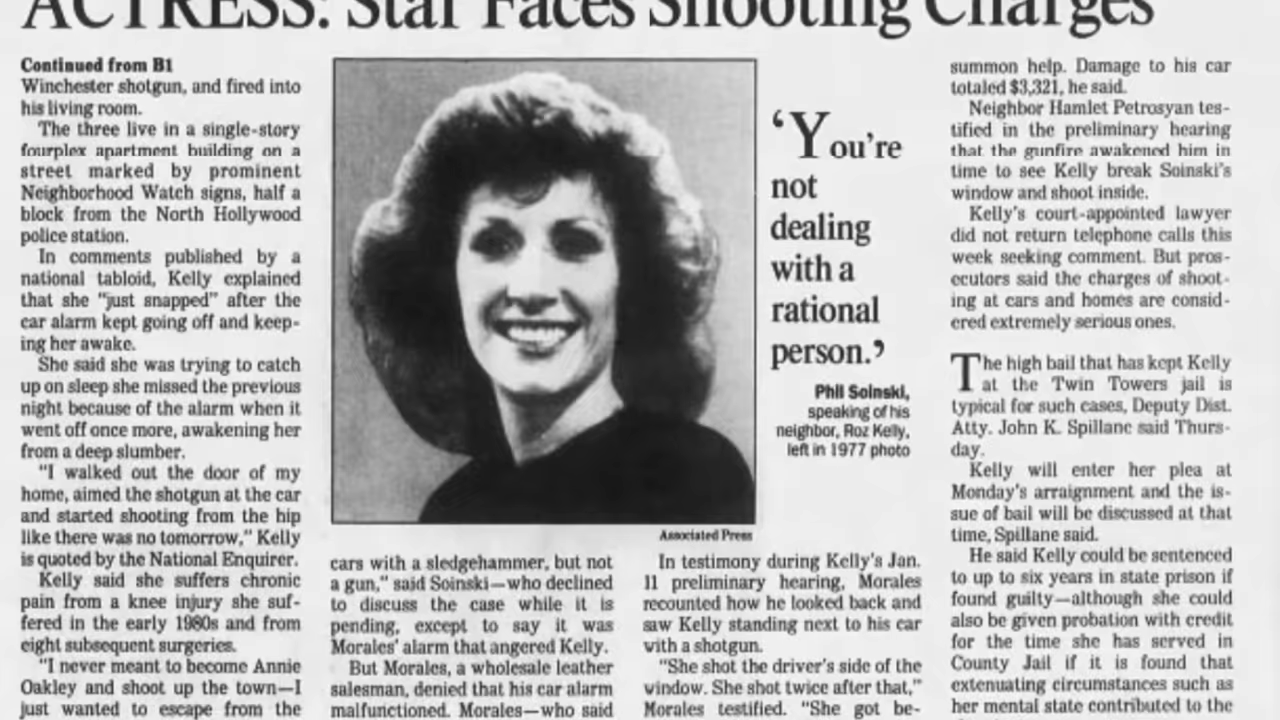 ACTRESS: Star Faces Shooting Charges
Continued from B1
Winchester shotgun, and fired into
his living room.
The three live in a single-story
fourplex apartment building on a
street marked by prominent
Neighborhood Watch signs, half a
block from the North Hollywood
police station.
In comments published by a
national tabloid, Kelly explained
that she "just snapped" after the
car alarm kept going off and keep-
ing her awake.
She said she was trying to catch
up on sleep she missed the previous
night because of the alarm when it
went off once more, awakening her
from a deep slumber.
"I walked out the door of my
home, aimed the shotgun at the car
and started shooting from the hip
like there was no tomorrow," Kelly
is quoted by the National Enquirer.
Kelly said she suffers chronic
pain from a knee injury she suf-
fered in the early 1980s and from
eight subsequent surgeries.
"I never meant to become Annie
Oakley and shoot up the town—I
just wanted to escape from the
'You're
not
dealing
with a
rational
person.'
Phil Soinski,
speaking of his
neighbor, Roz Kelly,
left in 1977 photo
Associated Press
cars with a sledgehammer, but not
a gun," said Soinski—who declined
to discuss the case while it is
pending, except to say it was
Morales' alarm that angered Kelly.
But Morales, a wholesale leather
salesman, denied that his car alarm
malfunctioned. Morales—who said
In testimony during Kelly's Jan.
11 preliminary hearing, Morales
recounted how he looked back and
saw Kelly standing next to his car
with a shotgun.
"She shot the driver's side of the
window. She shot twice after that,"
Morales testified. "She got be-
summon help. Damage to his car
totaled $3,321, he said.
Neighbor Hamlet Petrosyan tes-
tified in the preliminary hearing
that the gunfire awakened him in
time to see Kelly break Soinski's
window and shoot inside.
Kelly's court-appointed lawyer
did not return telephone calls this
week seeking comment. But pros-
ecutors said the charges of shoot-
ing at cars and homes are consid-
ered extremely serious ones.
The high bail that has kept Kelly
at the Twin Towers jail is
typical for such cases, Deputy Dist.
Atty. John K. Spillane said Thurs-
day.
Kelly will enter her plea at
Monday's arraignment and the is-
sue of bail will be discussed at that
time, Spillane said.
He said Kelly could be sentenced
to up to six years in state prison if
found guilty—although she could
also be given probation with credit
for the time she has served in
County Jail if it is found that
extenuating circumstances such as
her mental state contributed to the